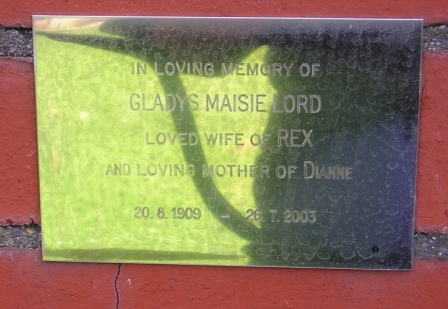 IN LOVING MEMORY OF
GLADYS MAISIE LORD
LOVED WIFE OF REX
AND LOVING MOTHER OF DIANNE
20. 8. 1909 – 26. 7. 2003